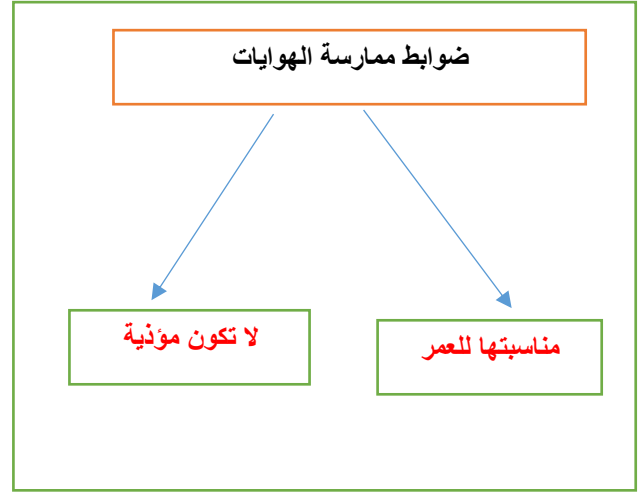 ضوابط ممارسة الهوايات
مناسبتها للعمر
لا تكون مؤذية